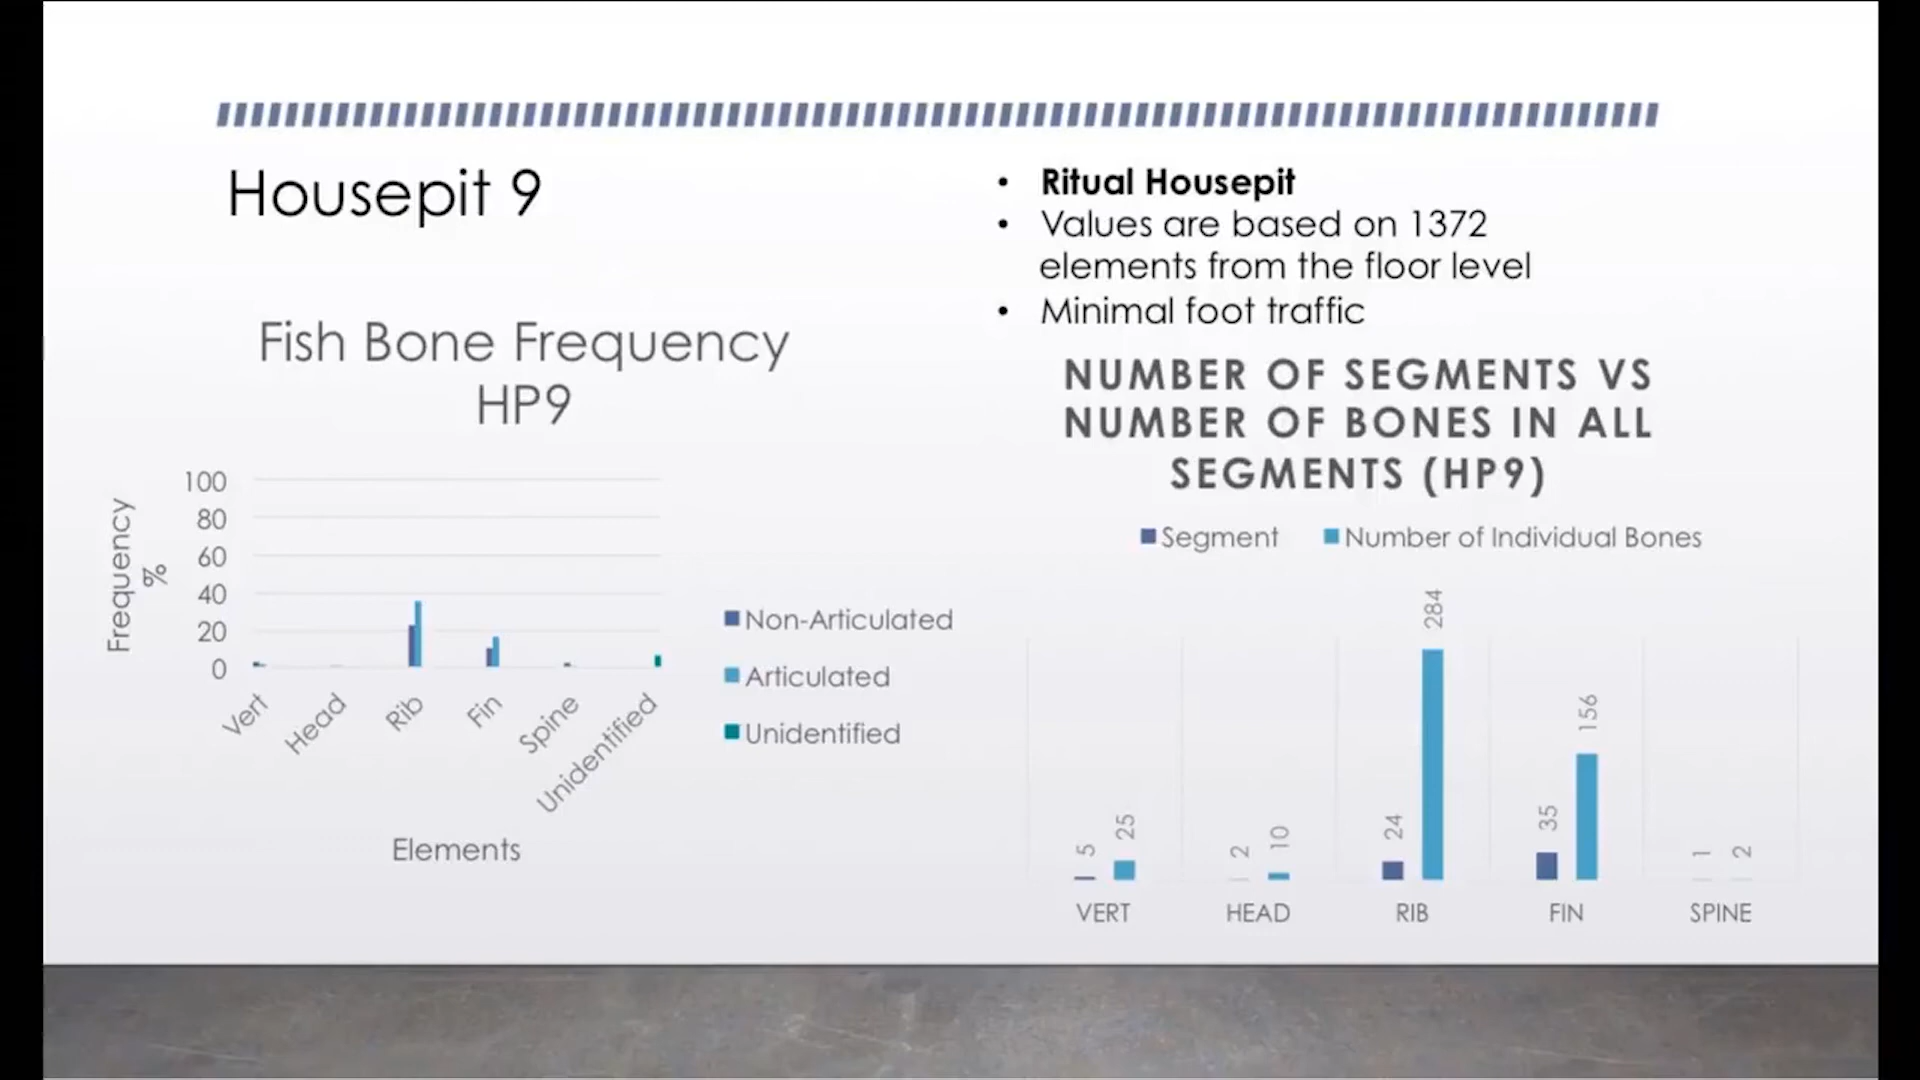 Housepit 9
• Ritual Housepit
• Values are based on 1372
elements from the floor level
• Minimal foot traffic
Fish Bone Frequency
HP9
Frequency
%
100
80
60
40
20
0
Vert
Head
Rib
Fin
Spine
Unidentified
Elements
Non-Articulated
Articulated
Unidentified
NUMBER OF SEGMENTS VS
NUMBER OF BONES IN ALL
SEGMENTS (HP9)
Segment Number of Individual Bones
5 25 2 10 24 284 35 156 1 2
VERT HEAD RIB FIN SPINE